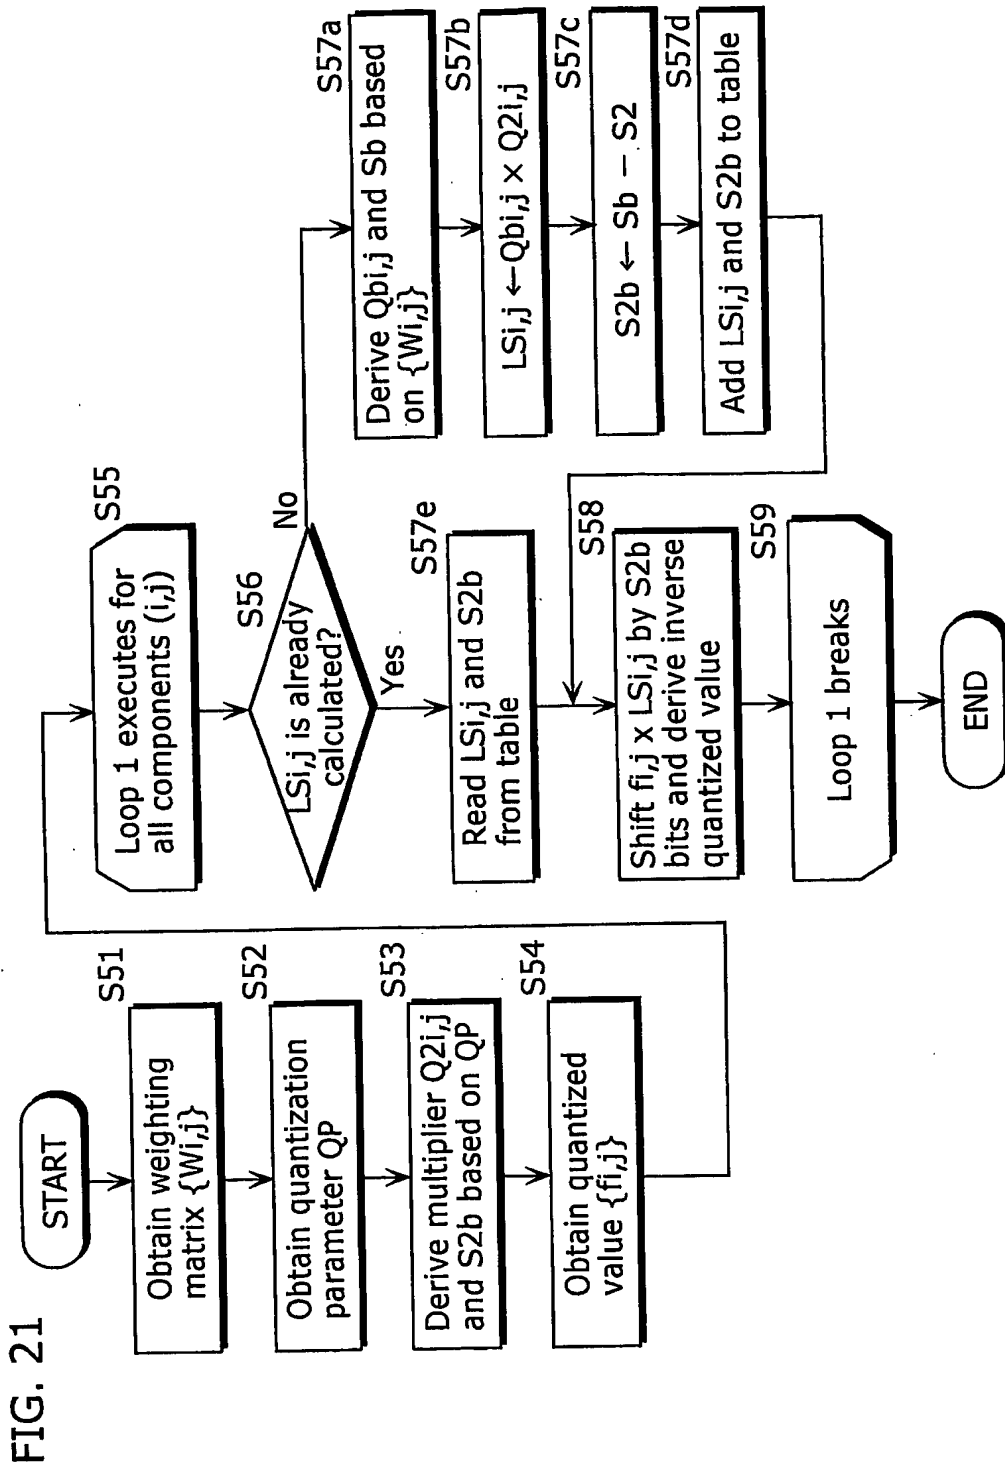 FIG. 21
START
S51
Obtain weighting
matrix {Wi,j}
S52
Obtain quantization
parameter QP
S53
Derive multiplier Q2i,j
and S2b based on QP
S54
Obtain quantized
value {fi,j}
S55
Loop 1 executes for
all components (i,j)
S56
LSi,j is already
calculated?
No
Yes
S57e
Read LSi,j and S2b
from table
S57a
Derive Qbi,j and Sb based
on {Wi,j}
S57b
LSi,j ←Qbi,j × Q2i,j
S57c
S2b ← Sb − S2
S57d
Add LSi,j and S2b to table
S58
Shift fi,j x LSi,j by S2b
bits and derive inverse
quantized value
S59
Loop 1 breaks
END